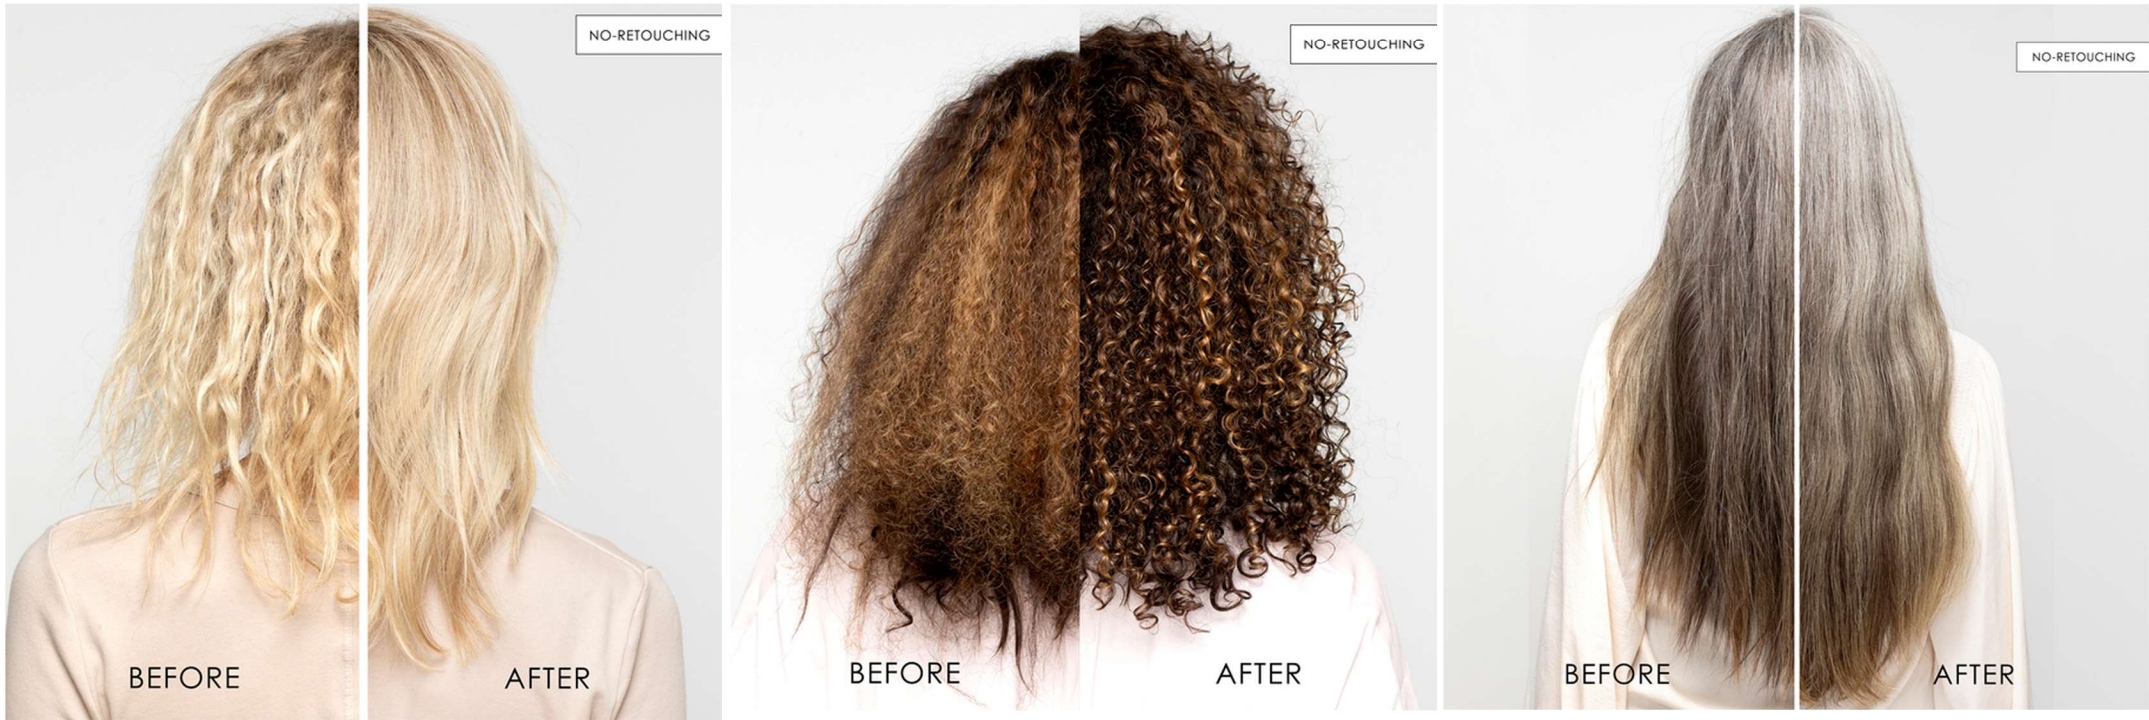 NO-RETOUCHING
BEFORE
AFTER
NO-RETOUCHING
BEFORE
AFTER
NO-RETOUCHING
BEFORE
AFTER